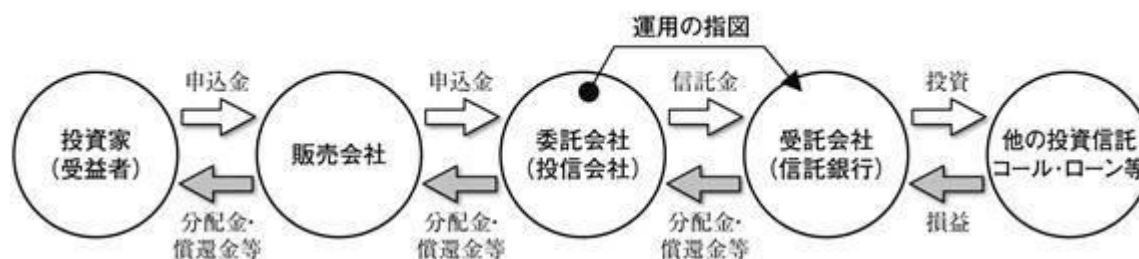 運用の指図
申込金
申込金
信託金
投資
投資家
(受益者)
販売会社
委託会社
(投信会社)
受託会社
(信託銀行)
他の投資信託
コール・ローン等
分配金・
償還金等
分配金・
償還金等
分配金・
償還金等
損益